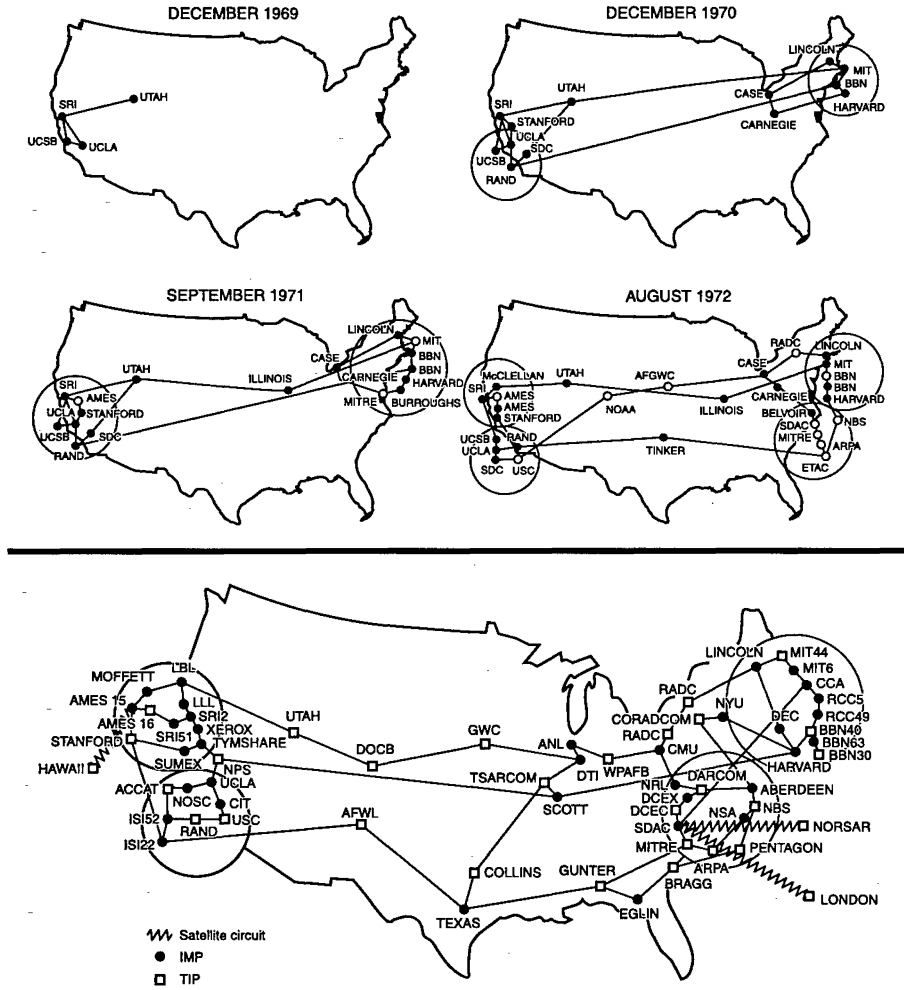 DECEMBER 1969
SRI
UTAH
UCSB
UCLA
DECEMBER 1970
LINCOLN
MIT
UTAH
CASE
BBN
SRI
HARVARD
STANFORD
CARNEGIE
UCLA
SDC
UCSB
RAND
SEPTEMBER 1971
LINCOLN
MIT
CASE
BBN
UTAH
BBN
SRI
ILLINOIS
CARNEGIE
HARVARD
AMES
MITRE
BURROUGHS
UCLA
STANFORD
UCSB
SDC
RAND
AUGUST 1972
RADC
LINCOLN
CASE
MIT
McCLELLAN
UTAH
AFGWC
BBN
SRI
AMES
CARNEGIE
BBN
AMES
NOAA
ILLINOIS
HARVARD
STANFORD
BELVOIR
NBS
SDAC
UCSB
RAND
MITRE
UCLA
TINKER
ARPA
SDC
USC
ETAC
LINCOLN
MIT44
MOFFETT
LBL
MIT6
CCA
AMES 15
LLL
RADC
RCC5
AMES 16
SRI2
UTAH
NYU
DEC
RCC49
STANFORD
SRI51
XEROX
GWC
CORADCOM
BBN40
TYMSHARE
DOCB
ANL
RADC
BBN63
HAWAII
SUMEX
CMU
BBN30
NPS
DTI
WPAFB
HARVARD
UCLA
TSARCOM
NRL
DARCOM
ABERDEEN
ACCAT
NOSC
CIT
AFWL
SCOTT
DCEX
NBS
ISI52
RAND
USC
DCEC
NSA
SDAC
NORSAR
ISI22
MITRE
PENTAGON
COLLINS
GUNTER
ARPA
BRAGG
LONDON
TEXAS
EGLIN
Satellite circuit
IMP
TIP